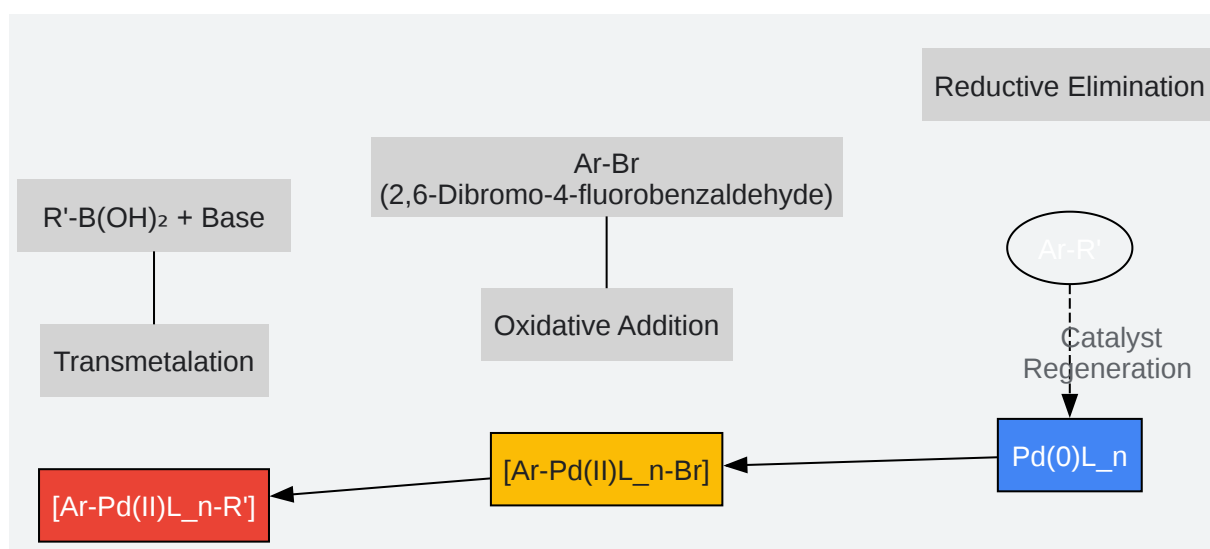 Reductive Elimination
Ar-Br
(2,6-Dibromo-4-fluorobenzaldehyde)
R'-B(OH)₂ + Base
Ar-R'
Oxidative Addition
Transmetalation
Catalyst
Regeneration
Pd(0)L_n
[Ar-Pd(II)L_n-Br]
[Ar-Pd(II)L_n-R']